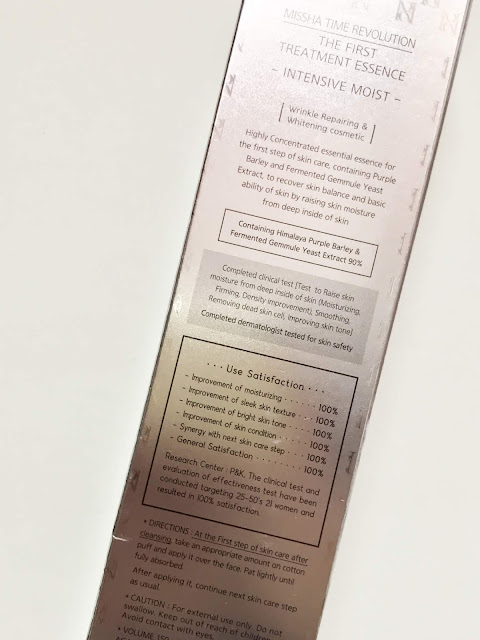 MISSHA TIME REVOLUTION
THE FIRST
TREATMENT ESSENCE
- INTENSIVE MOIST -
[ Wrinkle Repairing &
Whitening cosmetic ]
Highly Concentrated essential essence for
the first step of skin care, containing Purple
Barley and Fermented Gemmule Yeast
Extract, to recover skin balance and basic
ability of skin by raising skin moisture
from deep inside of skin
Containing Himalaya Purple Barley &
Fermented Gemmule Yeast Extract 90%
Completed clinical test [Test to Raise skin
moisture from deep inside of skin (Moisturizing,
Firming, Density improvement), Smoothing,
Removing dead skin cell, Improving skin tone]
Completed dermatologist tested for skin safety
··· Use Satisfaction ···
- Improvement of moisturizing ······ 100%
- Improvement of sleek skin texture ··· 100%
- Improvement of bright skin tone ···· 100%
- Improvement of skin condition ····· 100%
- Synergy with next skin care step ···· 100%
- General Satisfaction ·········· 100%
Research Center : P&K, The clinical test and
evaluation of effectiveness test have been
conducted targeting 25-50's 21 women and
resulted in 100% satisfaction.
• DIRECTIONS : At the First step of skin care after
cleansing, take an appropriate amount on cotton
puff and apply it over the face. Pat lightly until
fully absorbed.
After applying it, continue next skin care step
as usual.
• CAUTION : For external use only. Do not
swallow. Keep out of reach of children
Avoid contact with eyes.
• VOLUME 150